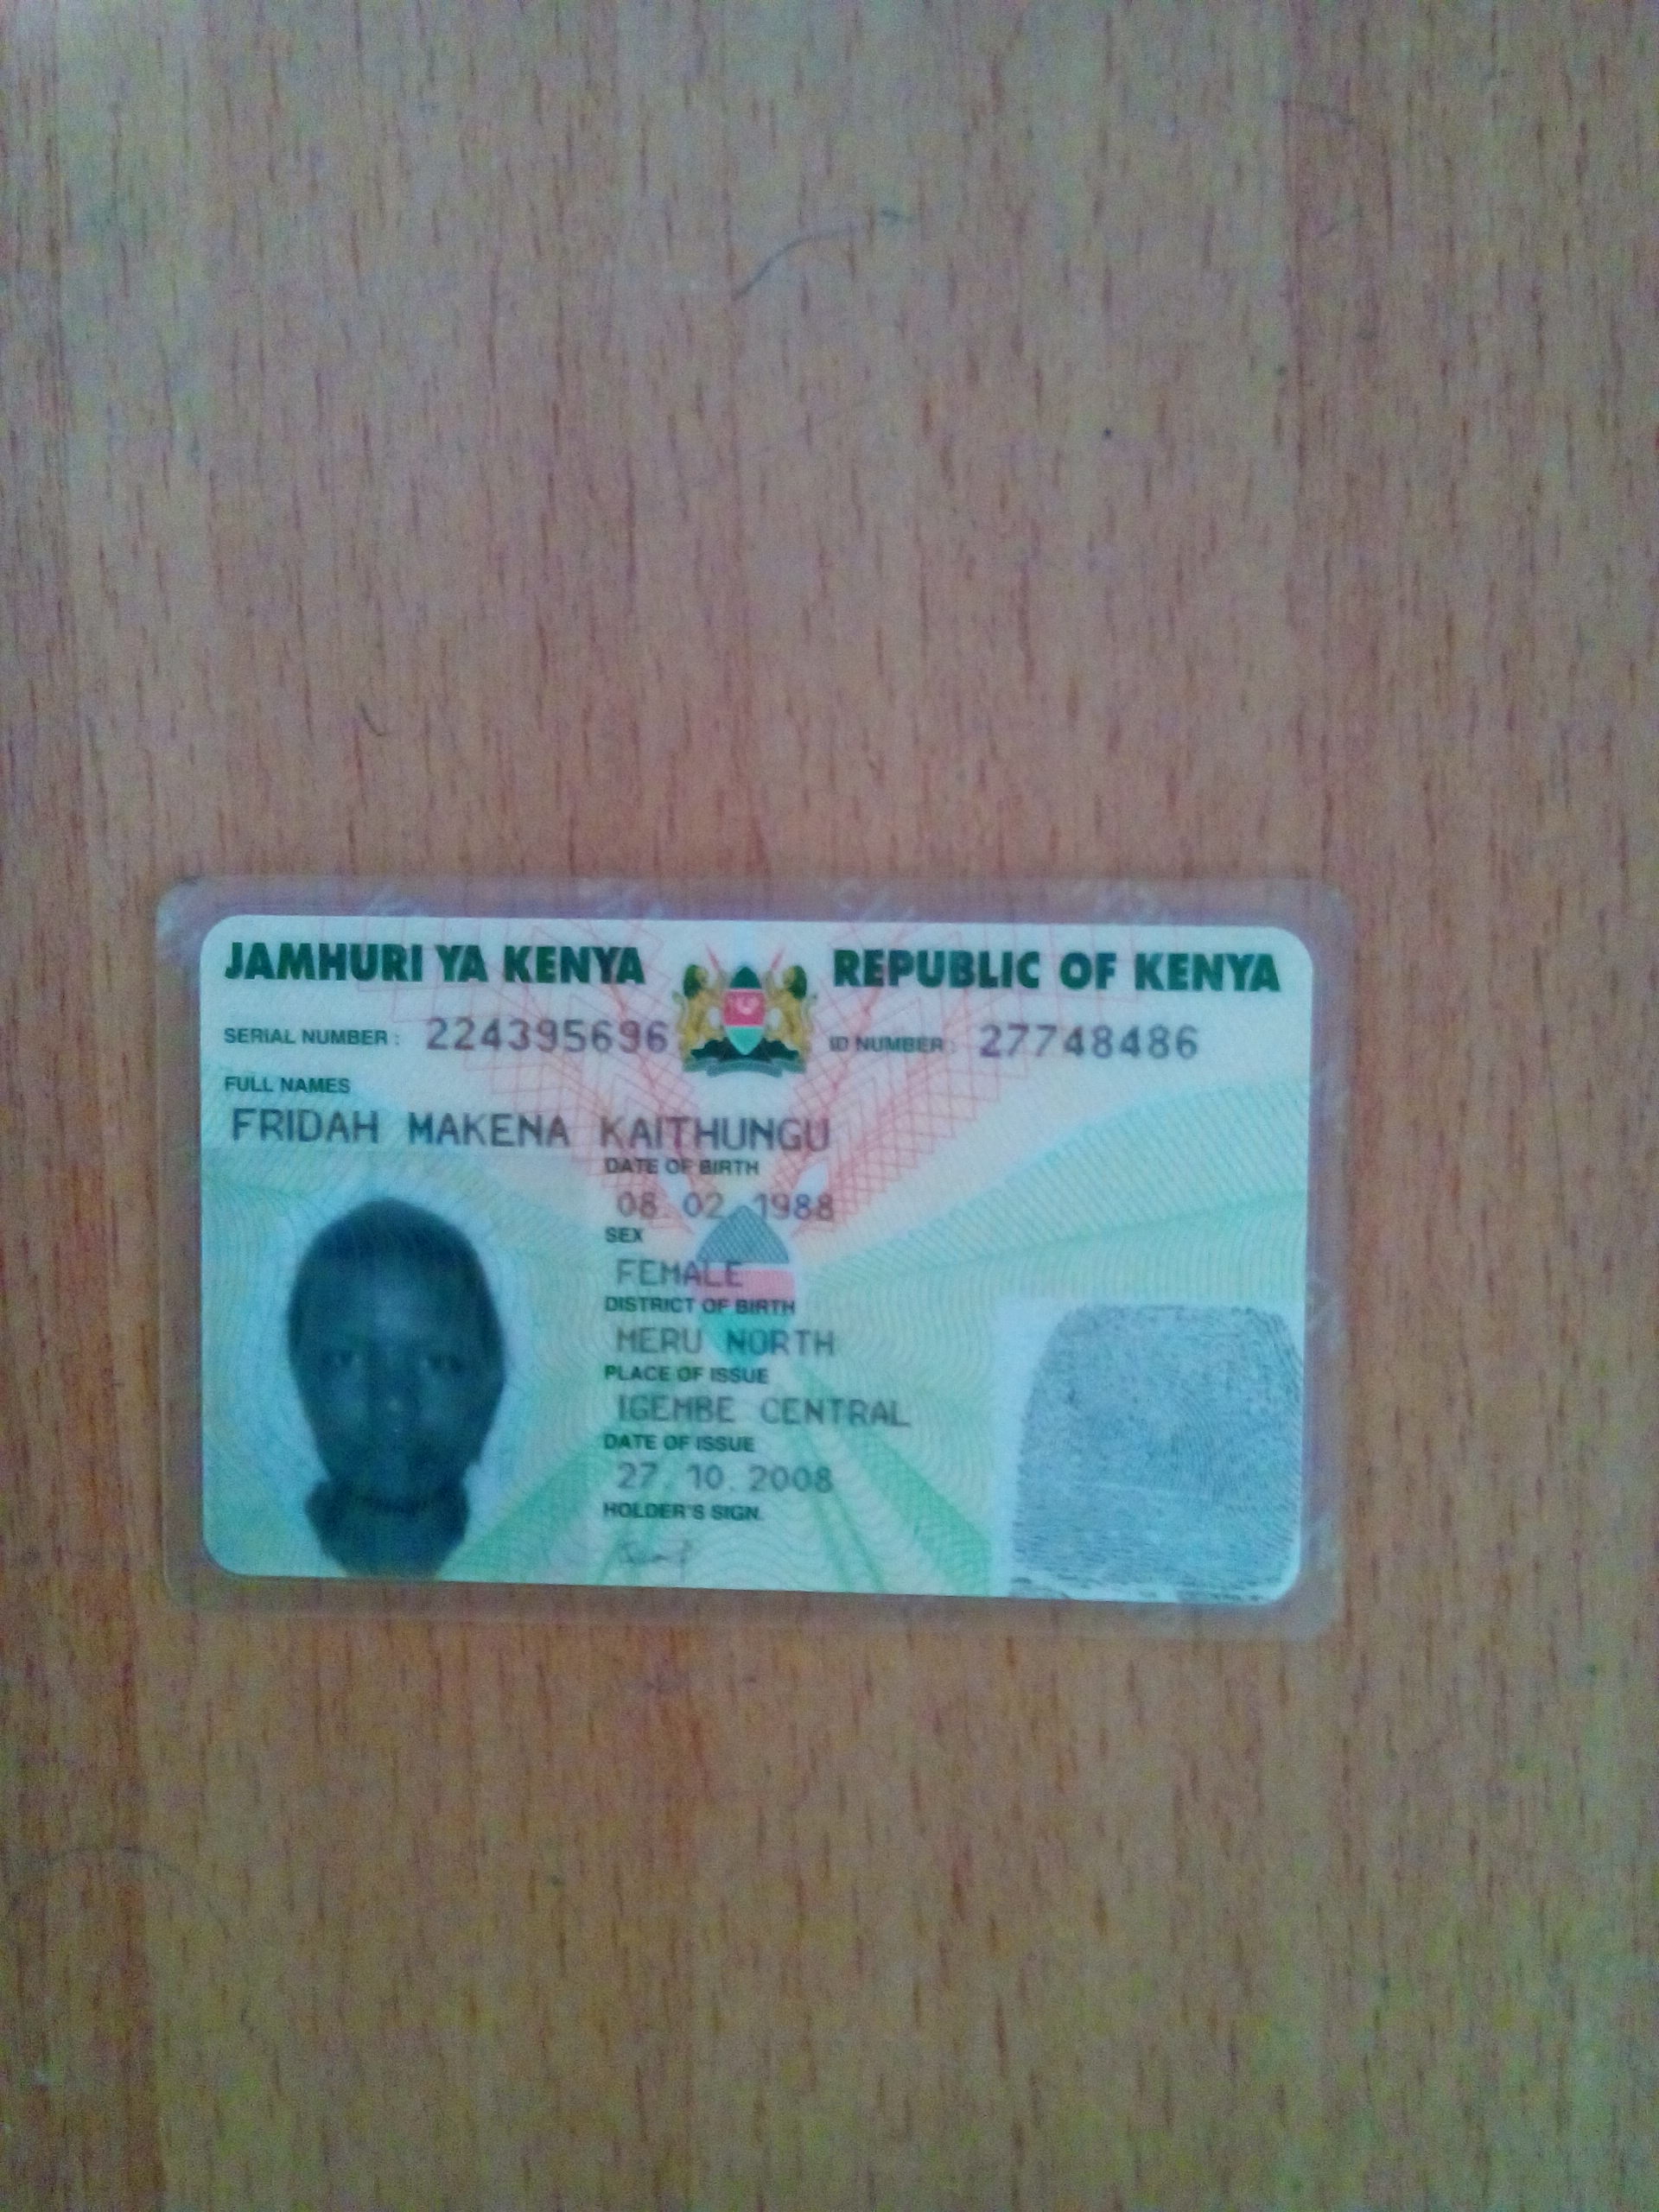 JAMHURI YA KENYA REPUBLIC OF KENYA
SERIAL NUMBER : 224395696 ID NUMBER : 27748486
FULL NAMES
FRIDAH MAKENA KAITHUNGU
DATE OF BIRTH
08. 02. 1988
SEX
FEMALE
DISTRICT OF BIRTH
MERU NORTH
PLACE OF ISSUE
IGEMBE CENTRAL
DATE OF ISSUE
27. 10. 2008
HOLDER'S SIGN.